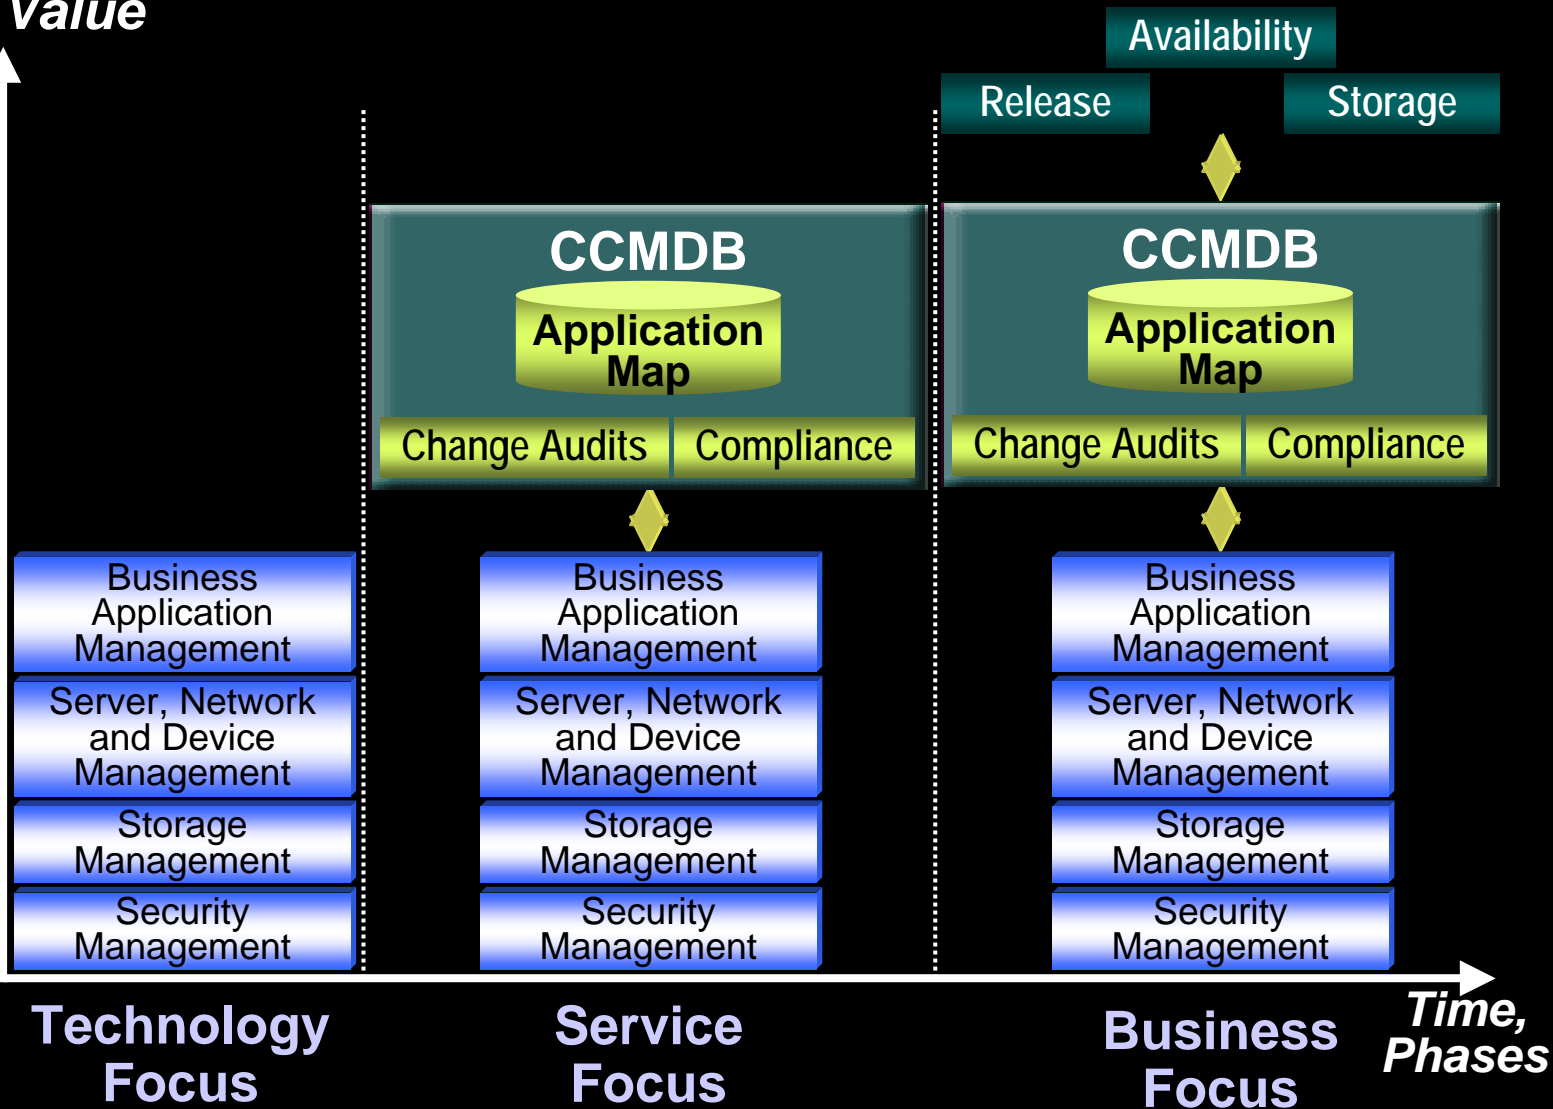 Value
Availability
Release
Storage
CCMDB
Application
Map
Change Audits
Compliance
CCMDB
Application
Map
Change Audits
Compliance
Business
Application
Management
Server, Network
and Device
Management
Storage
Management
Security
Management
Business
Application
Management
Server, Network
and Device
Management
Storage
Management
Security
Management
Business
Application
Management
Server, Network
and Device
Management
Storage
Management
Security
Management
Technology
Focus
Service
Focus
Business
Focus
Time,
Phases